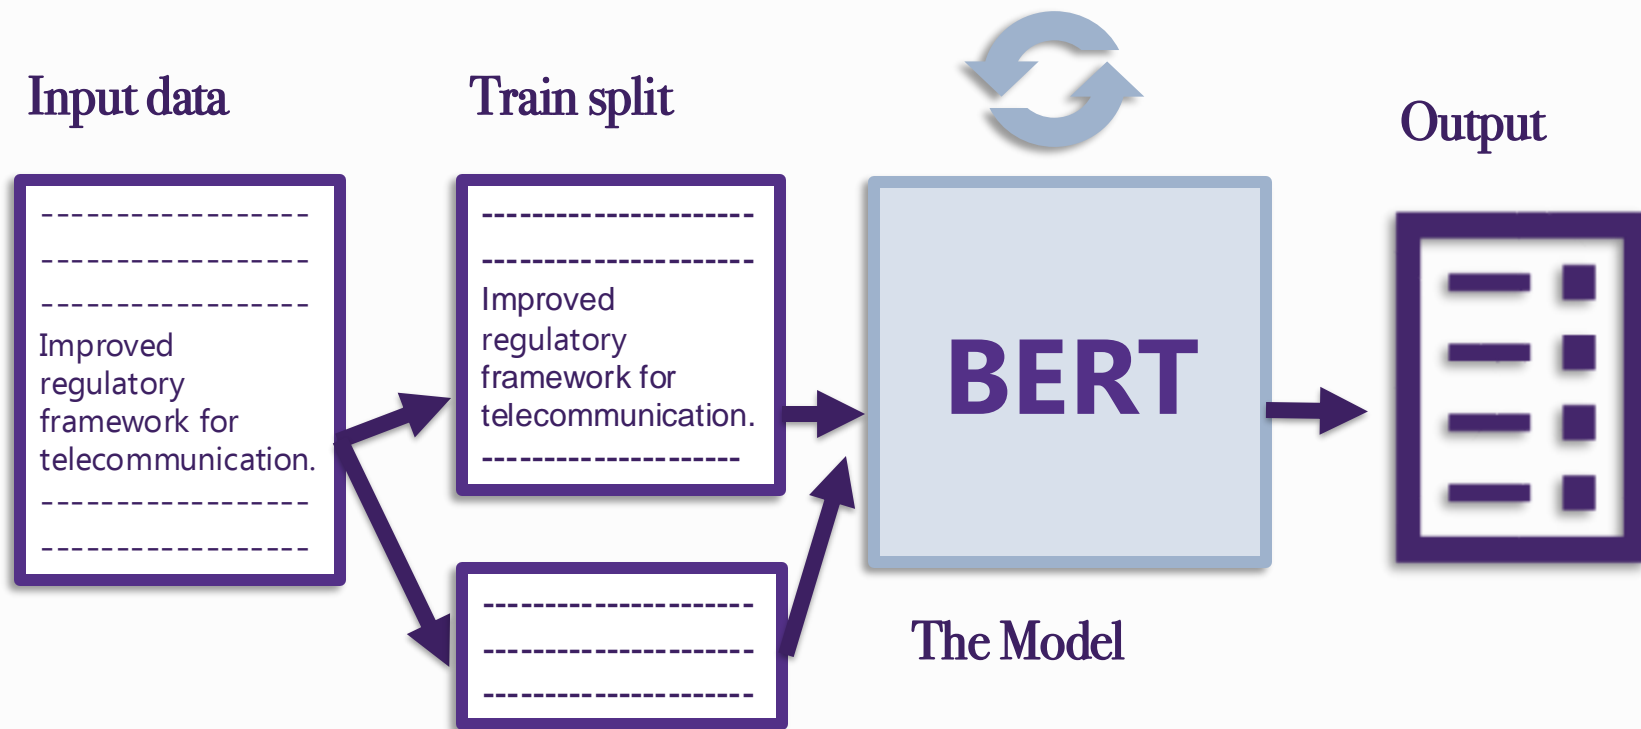 Input data
Train split
Output
------------------
------------------
------------------
Improved
regulatory
framework for
telecommunication.
------------------
------------------
----------------------
----------------------
Improved
regulatory
framework for
telecommunication.
---------------------
----------------------
----------------------
----------------------
BERT
The Model